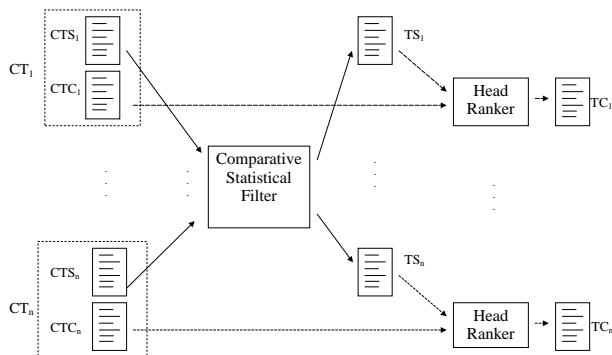 CTS1
CT1
CTC1
TS1
Head
Ranker
TC1
Comparative
Statistical
Filter
CTSn
CTn
CTCn
TSn
Head
Ranker
TCn